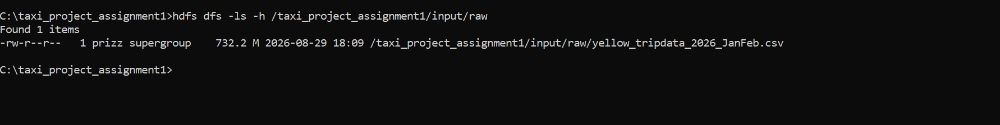 C:\taxi_project_assignment1>hdfs dfs -ls -h /taxi_project_assignment1/input/raw
Found 1 items
-rw-r--r--   1 prizz supergroup    732.2 M 2026-08-29 18:09 /taxi_project_assignment1/input/raw/yellow_tripdata_2026_JanFeb.csv
C:\taxi_project_assignment1>